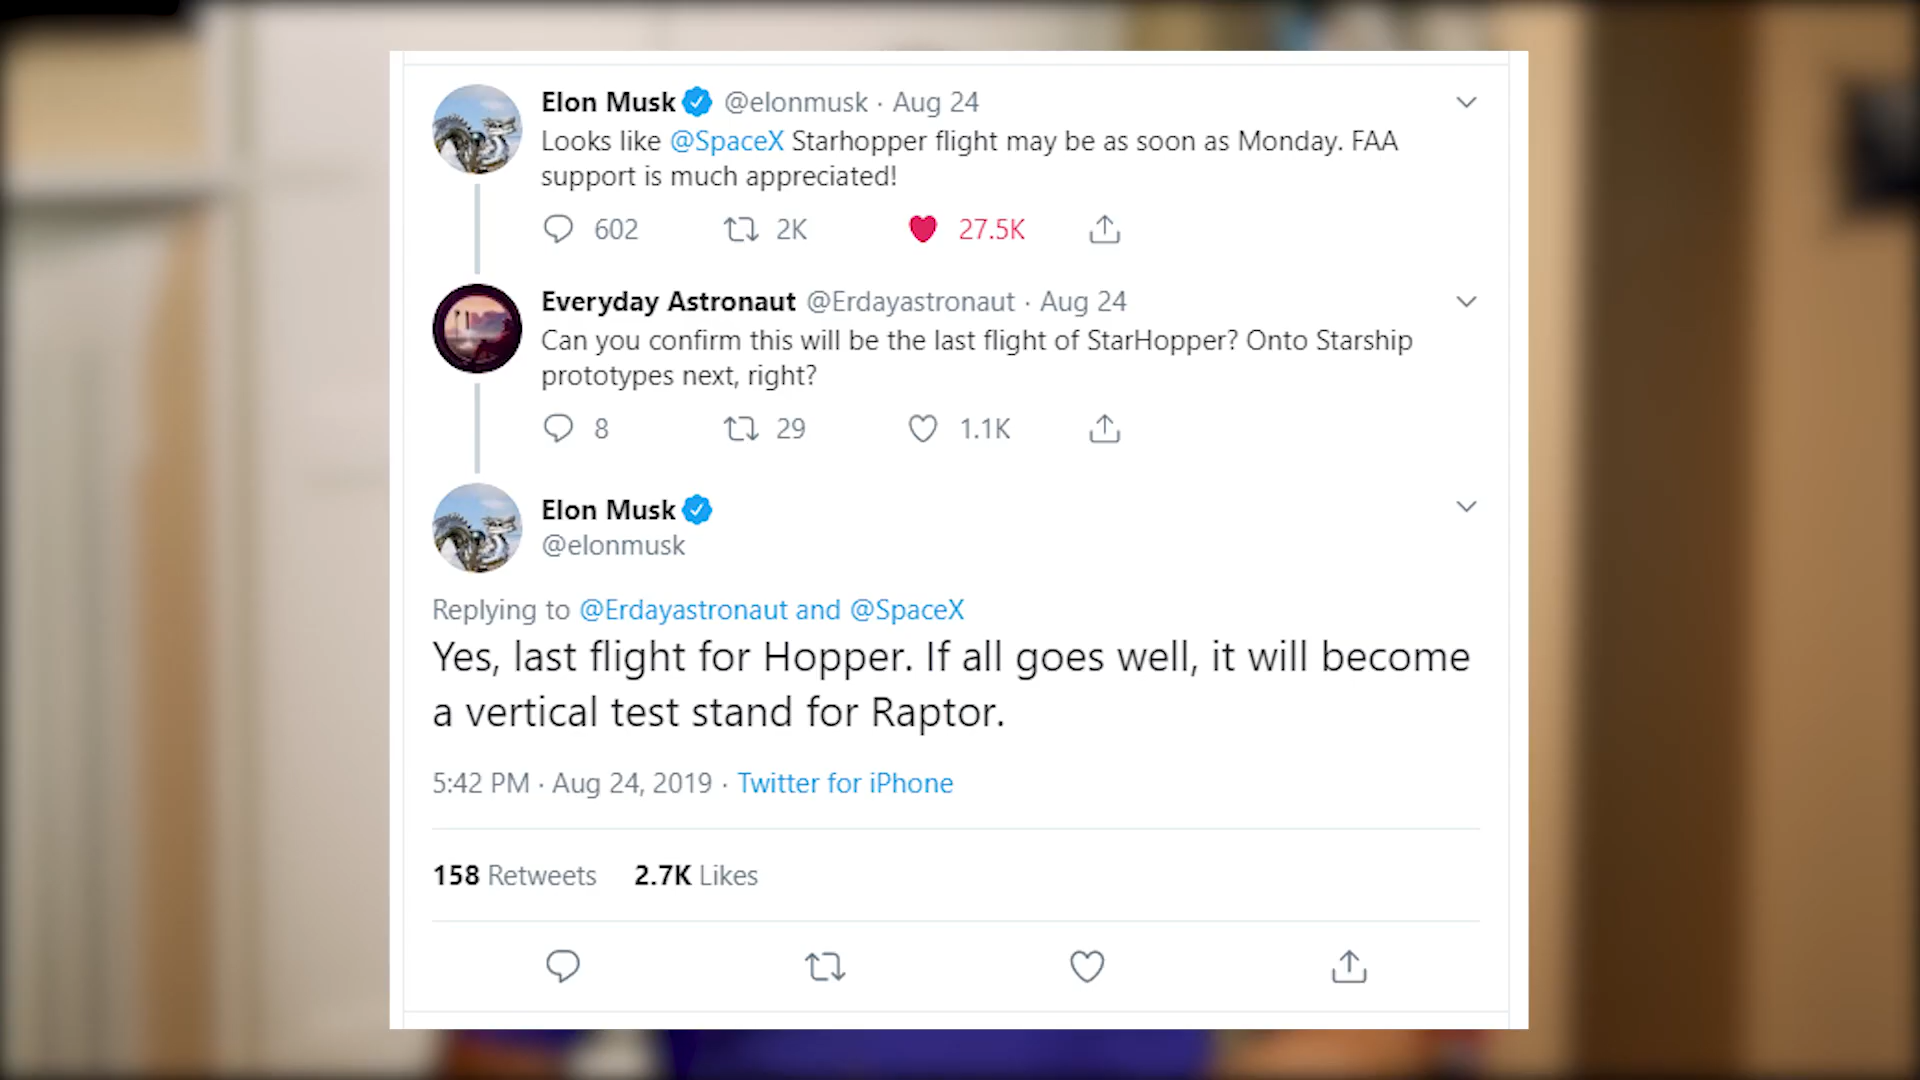 Elon Musk @elonmusk · Aug 24
Looks like @SpaceX Starhopper flight may be as soon as Monday. FAA
support is much appreciated!
602 2K 27.5K
Everyday Astronaut @Erdayastronaut · Aug 24
Can you confirm this will be the last flight of StarHopper? Onto Starship
prototypes next, right?
8 29 1.1K
Elon Musk
@elonmusk
Replying to @Erdayastronaut and @SpaceX
Yes, last flight for Hopper. If all goes well, it will become
a vertical test stand for Raptor.
5:42 PM · Aug 24, 2019 · Twitter for iPhone
158 Retweets 2.7K Likes